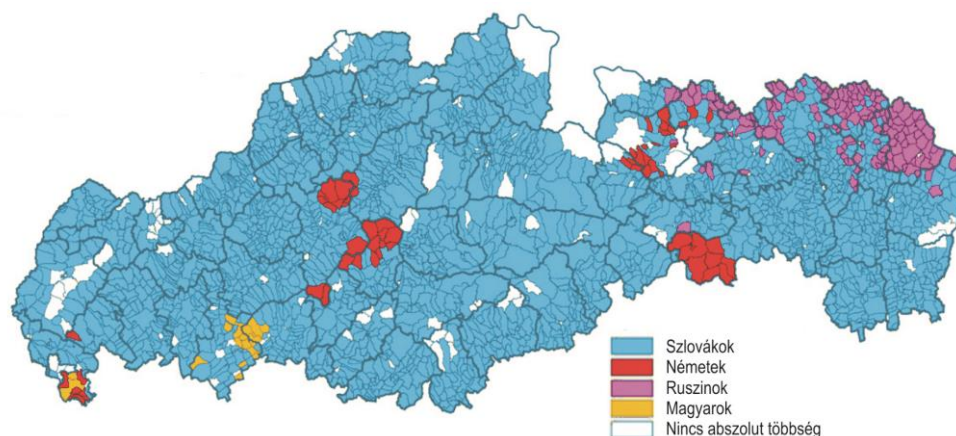 Szlovákok
Németek
Ruszinok
Magyarok
Nincs abszolut többség